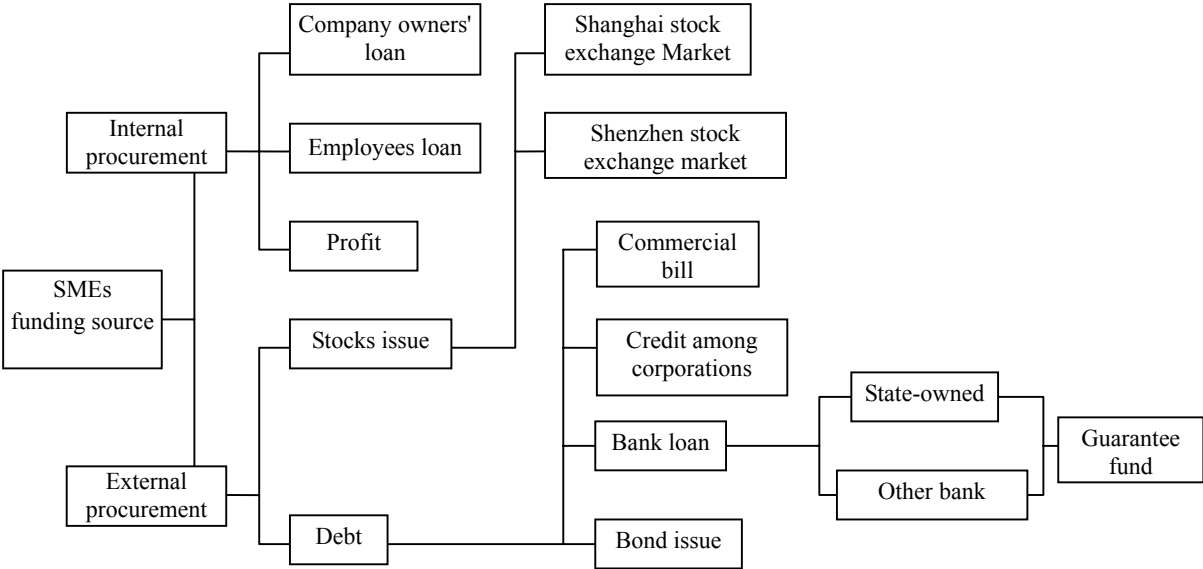 Company owners'
loan
Shanghai stock
exchange Market
Internal
procurement
Employees loan
Shenzhen stock
exchange market
Profit
Commercial
bill
SMEs
funding source
Stocks issue
Credit among
corporations
State-owned
Bank loan
Guarantee
fund
External
procurement
Other bank
Debt
Bond issue